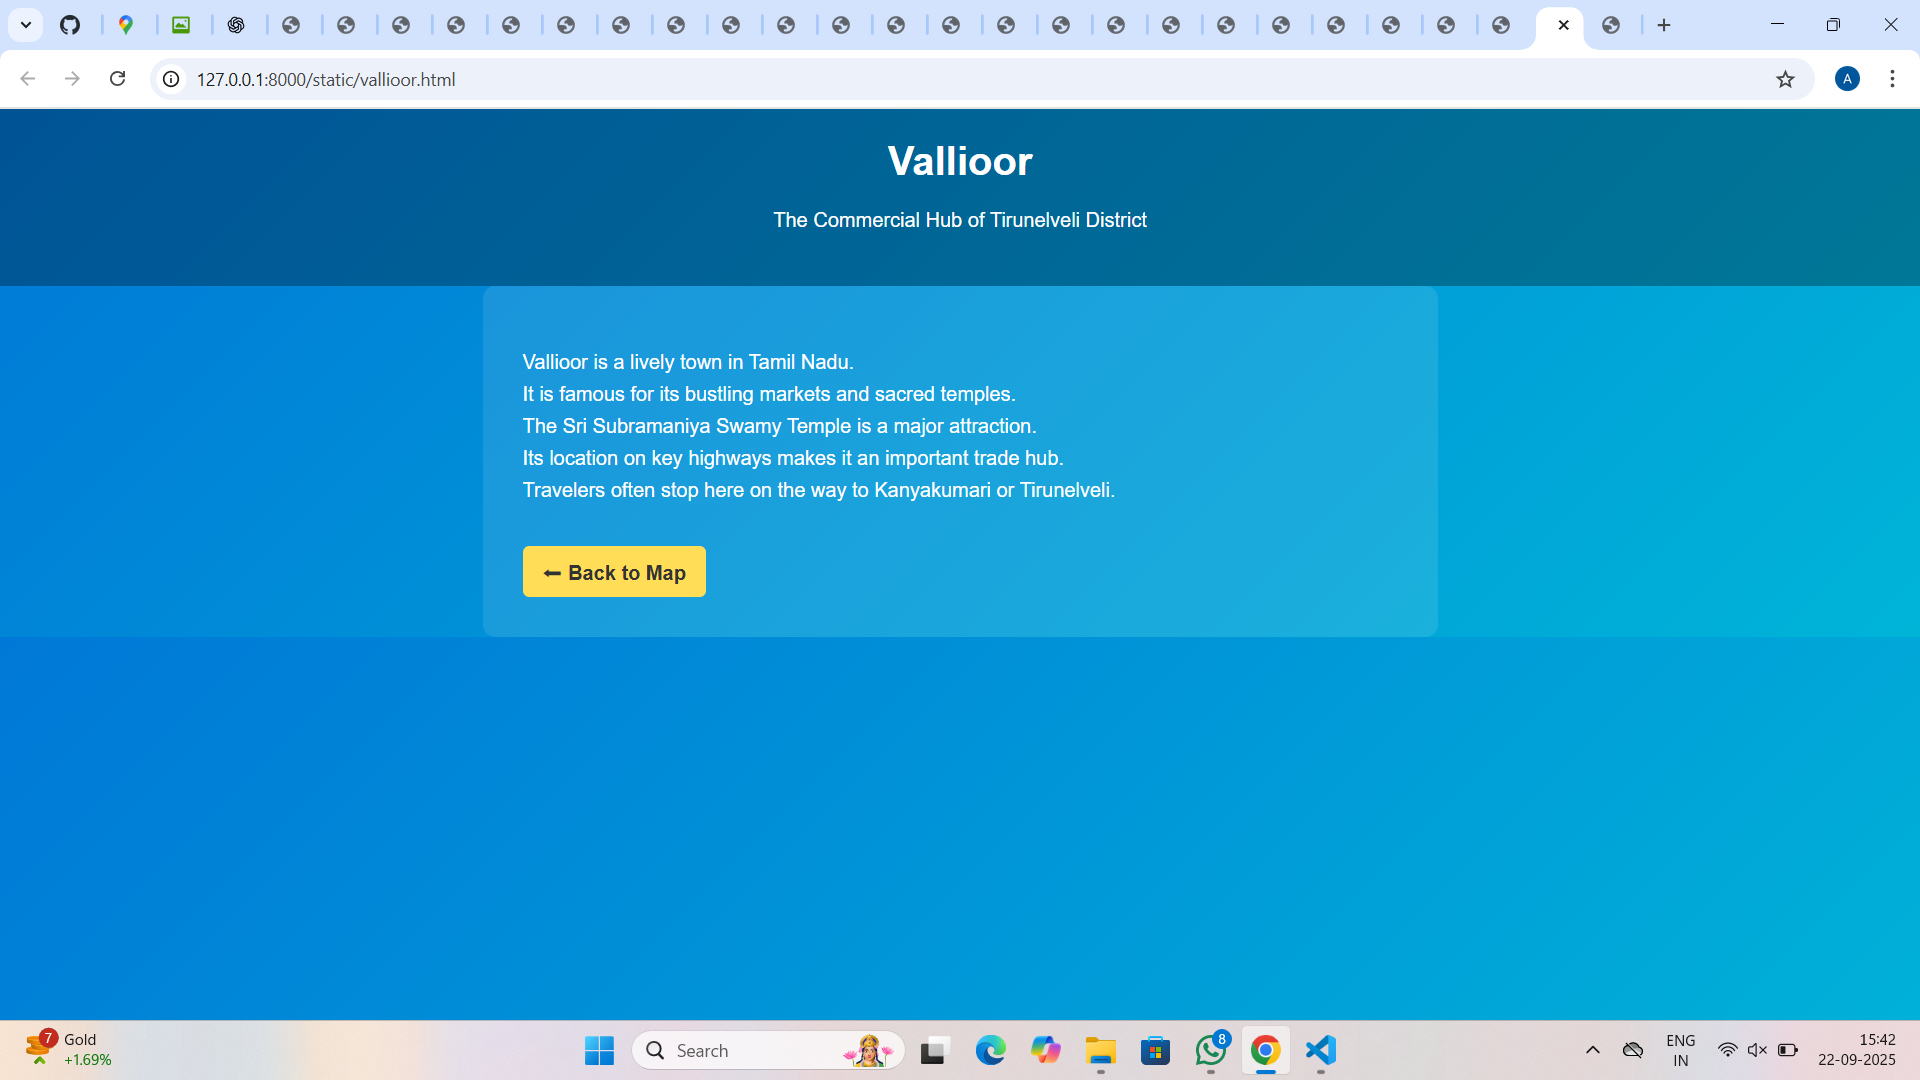 127.0.0.1:8000/static/vallioor.html
A
Vallioor
The Commercial Hub of Tirunelveli District
Vallioor is a lively town in Tamil Nadu.
It is famous for its bustling markets and sacred temples.
The Sri Subramaniya Swamy Temple is a major attraction.
Its location on key highways makes it an important trade hub.
Travelers often stop here on the way to Kanyakumari or Tirunelveli.
← Back to Map
7
Gold
+1.69%
Search
8
ENG
IN
15:42
22-09-2025